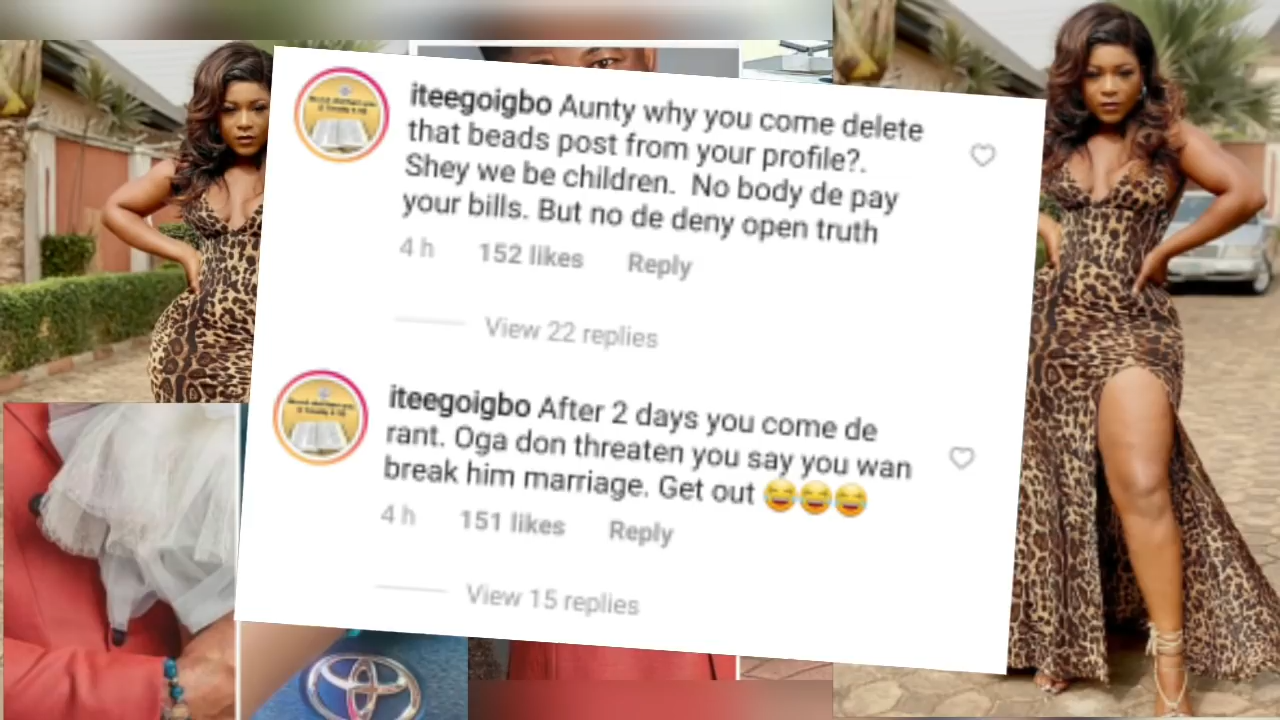 iteegoigbo Aunty why you come delete
that beads post from your profile?.
Shey we be children.  No body de pay
your bills. But no de deny open truth
4 h 152 likes Reply
View 22 replies
iteegoigbo After 2 days you come de
rant. Oga don threaten you say you wan
break him marriage. Get out 😂😂😂
4 h 151 likes Reply
View 15 replies